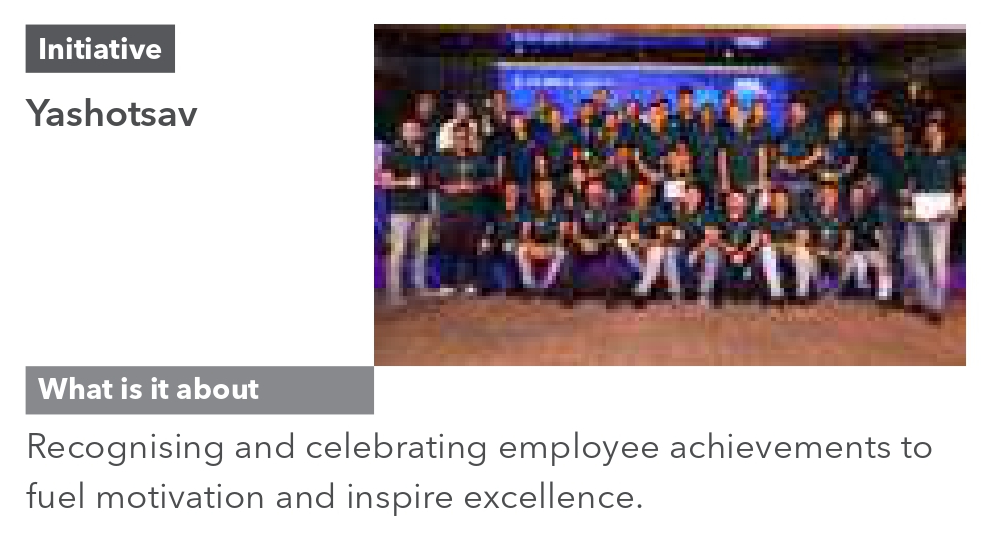 Initiative
Yashotsav
What is it about
Recognising and celebrating employee achievements to
fuel motivation and inspire excellence.